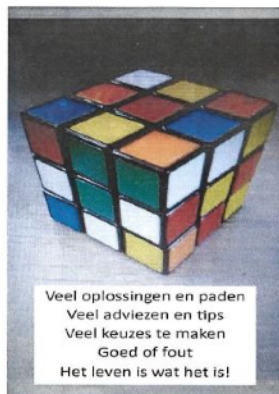 Veel oplossingen en paden
Veel adviezen en tips
Veel keuzes te maken
Goed of fout
Het leven is wat het is!